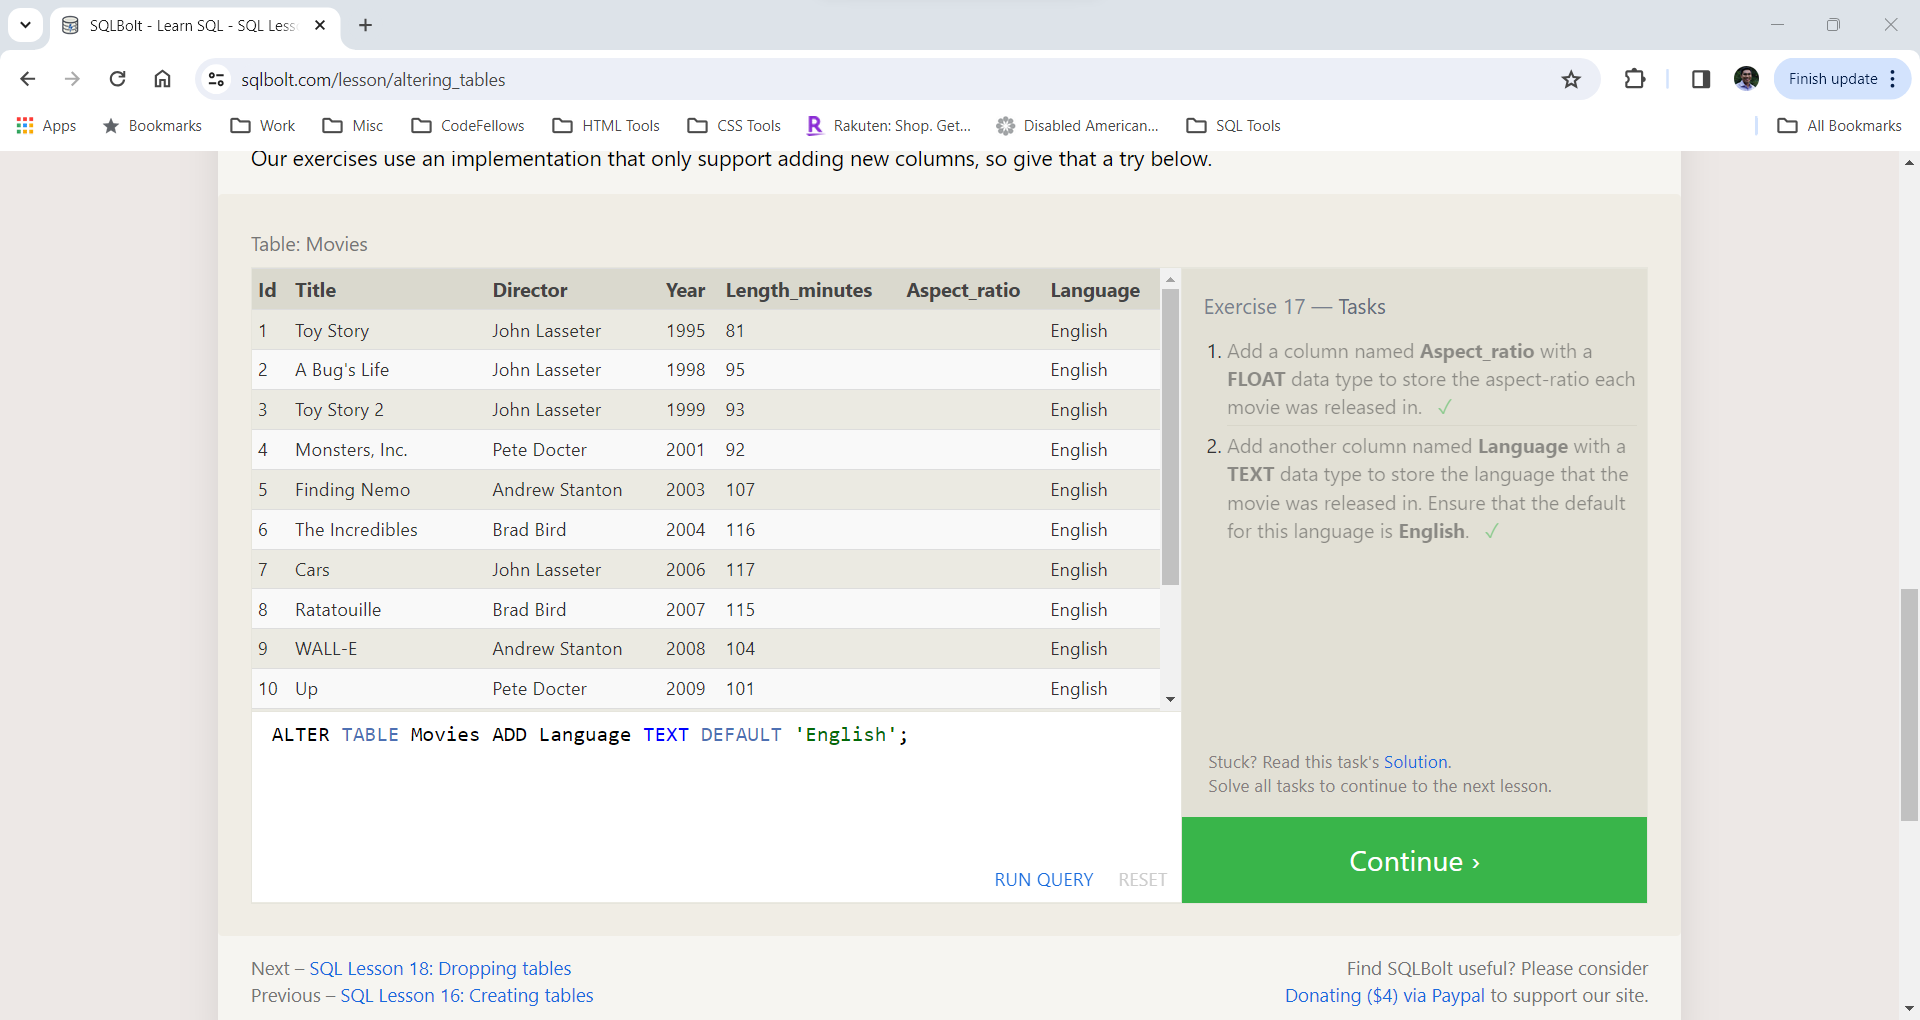 SQLBolt - Learn SQL - SQL Less
sqlbolt.com/lesson/altering_tables
Finish update
Apps Bookmarks Work Misc CodeFellows HTML Tools CSS Tools Rakuten: Shop. Get... Disabled American... SQL Tools All Bookmarks
Our exercises use an implementation that only support adding new columns, so give that a try below.
Table: Movies
Id Title Director Year Length_minutes Aspect_ratio Language
1 Toy Story John Lasseter 1995 81 English
2 A Bug's Life John Lasseter 1998 95 English
3 Toy Story 2 John Lasseter 1999 93 English
4 Monsters, Inc. Pete Docter 2001 92 English
5 Finding Nemo Andrew Stanton 2003 107 English
6 The Incredibles Brad Bird 2004 116 English
7 Cars John Lasseter 2006 117 English
8 Ratatouille Brad Bird 2007 115 English
9 WALL-E Andrew Stanton 2008 104 English
10 Up Pete Docter 2009 101 English
ALTER TABLE Movies ADD Language TEXT DEFAULT 'English';
RUN QUERY RESET
Exercise 17 — Tasks
1. Add a column named Aspect_ratio with a
FLOAT data type to store the aspect-ratio each
movie was released in. ✓
2. Add another column named Language with a
TEXT data type to store the language that the
movie was released in. Ensure that the default
for this language is English. ✓
Stuck? Read this task's Solution.
Solve all tasks to continue to the next lesson.
Continue ›
Next – SQL Lesson 18: Dropping tables
Previous – SQL Lesson 16: Creating tables
Find SQLBolt useful? Please consider
Donating ($4) via Paypal to support our site.